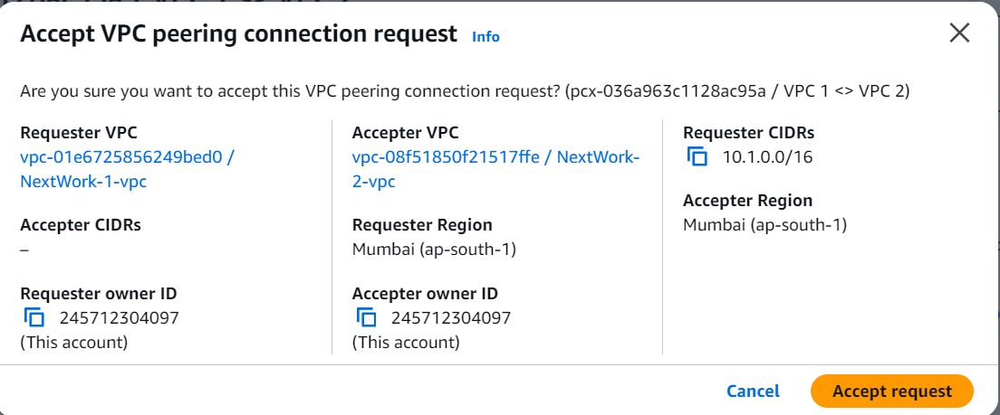 Accept VPC peering connection request Info
Are you sure you want to accept this VPC peering connection request? (pcx-036a963c1128ac95a / VPC 1 <> VPC 2)
Requester VPC
vpc-01e6725856249bed0 /
NextWork-1-vpc
Accepter VPC
vpc-08f51850f21517ffe / NextWork-
2-vpc
Requester CIDRs
10.1.0.0/16
Accepter CIDRs
–
Requester Region
Mumbai (ap-south-1)
Accepter Region
Mumbai (ap-south-1)
Requester owner ID
245712304097
(This account)
Accepter owner ID
245712304097
(This account)
Cancel
Accept request